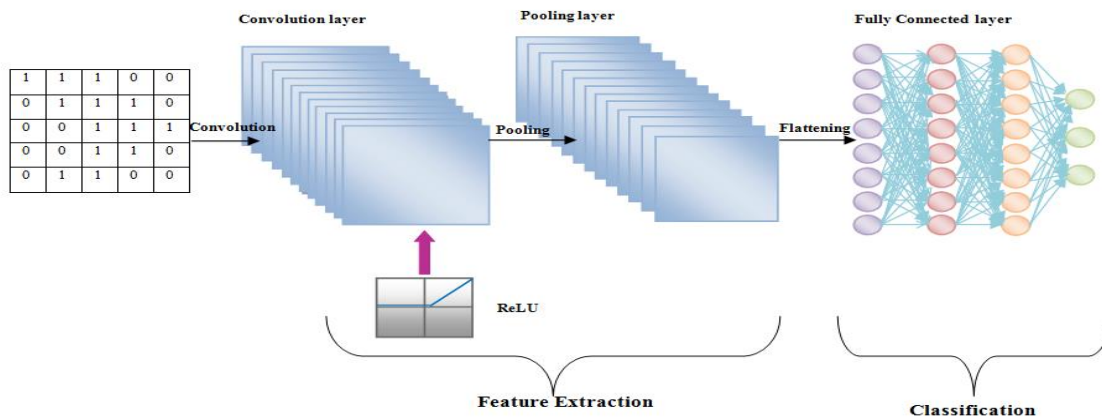 Convolution layer
Pooling layer
Fully Connected layer
1 1 1 0 0
0 1 1 1 0
0 0 1 1 1
0 0 1 1 0
0 1 1 0 0
Convolution
Pooling
Flattening
ReLU
Feature Extraction
Classification